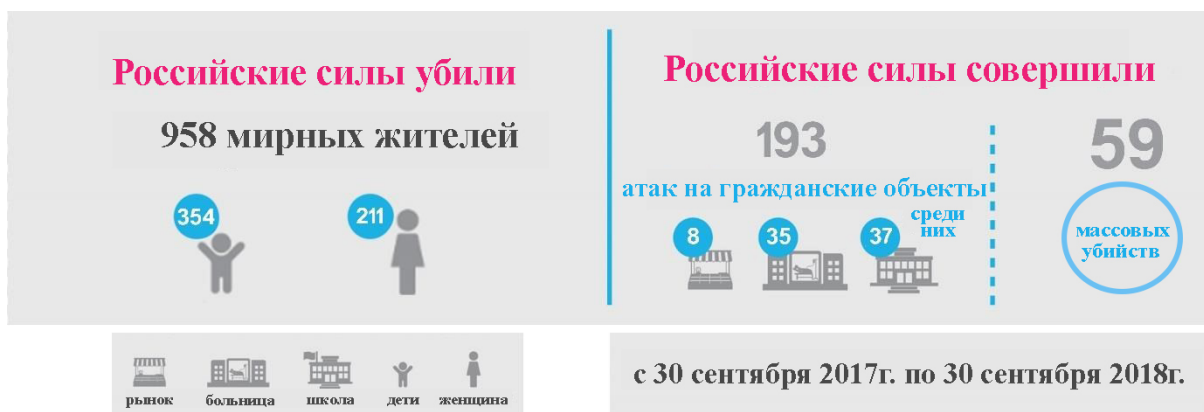 Российские силы убили
958 мирных жителей
354
211
Российские силы совершили
193
атак на гражданские объекты
среди
них
8
35
37
59
массовых
убийств
рынок
больница
школа
дети
женщина
с 30 сентября 2017г. по 30 сентября 2018г.